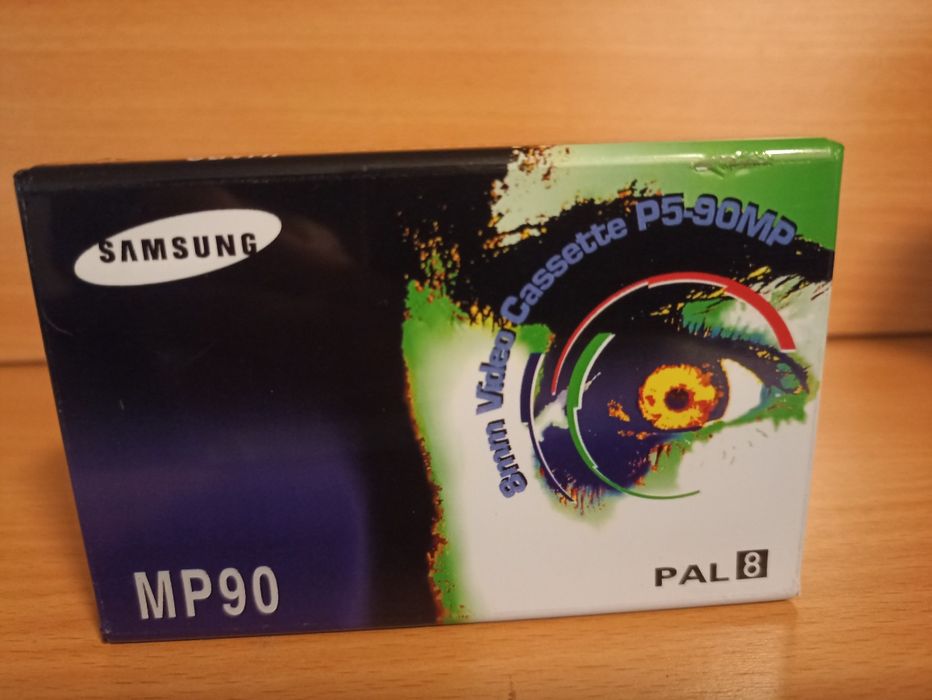 SAMSUNG
8mm Video Cassette P5-90MP
MP90
PAL 8